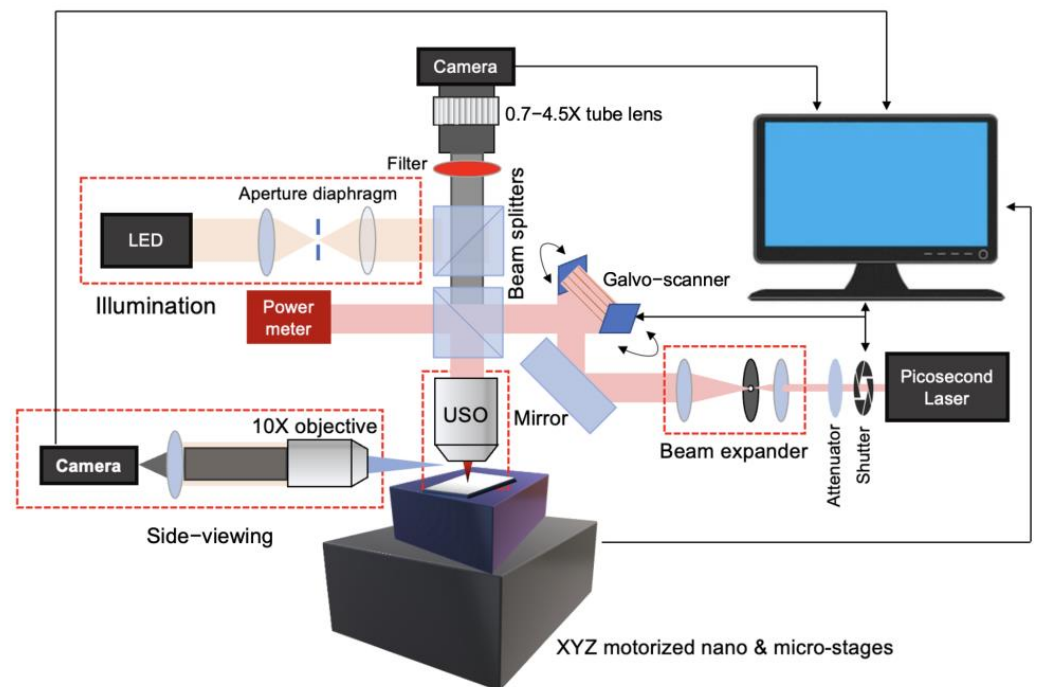 Camera
0.7−4.5X tube lens
Filter
Aperture diaphragm
LED
Beam splitters
Illumination
Galvo−scanner
Power
meter
Picosecond
Laser
USO
Mirror
10X objective
Beam expander
Attenuator
Shutter
Camera
Side−viewing
XYZ motorized nano & micro-stages